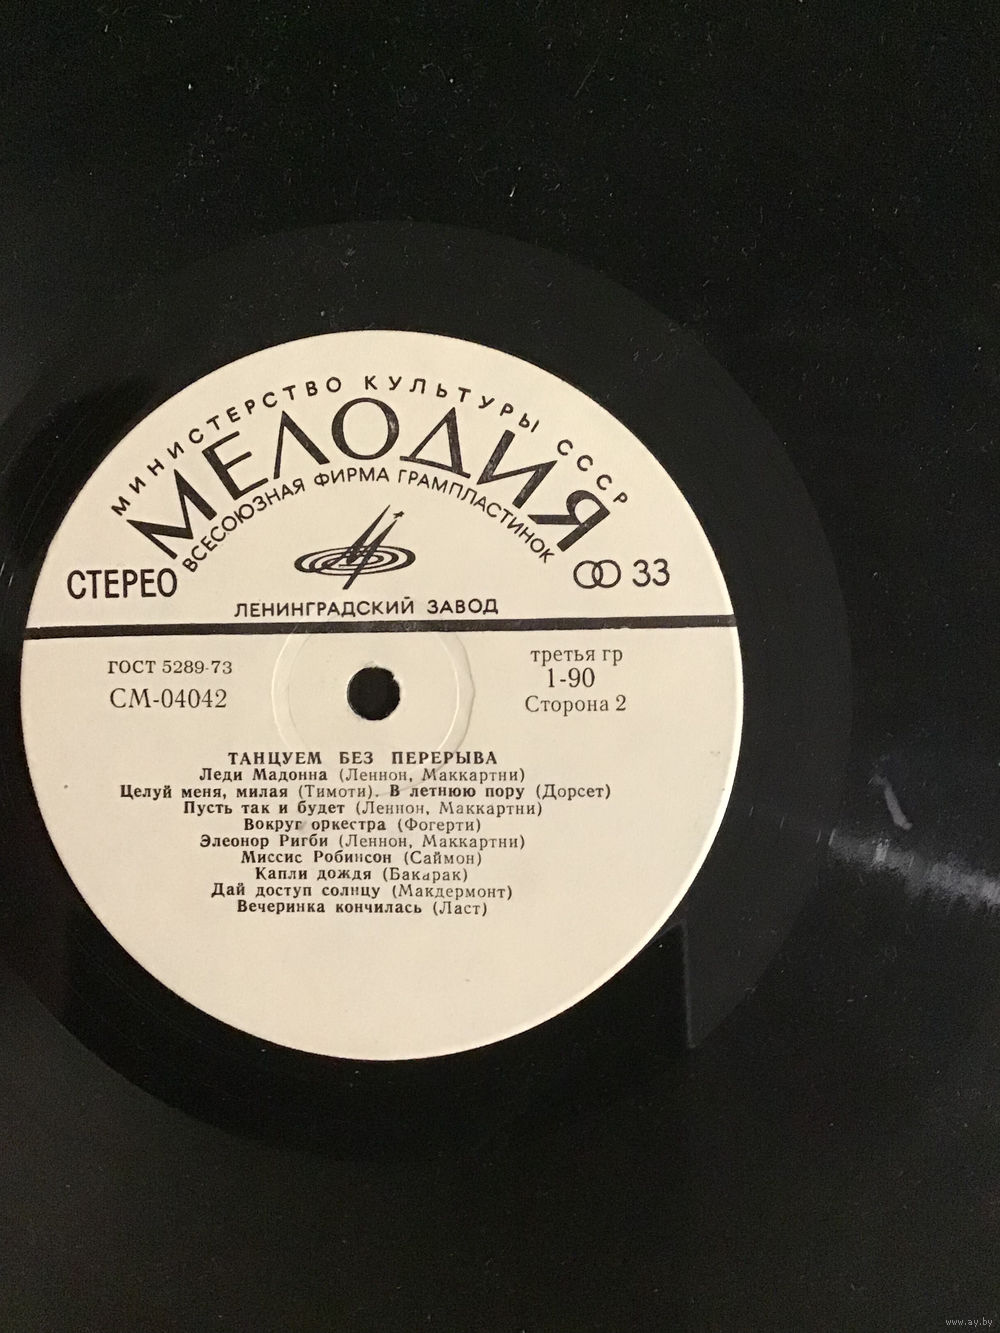 МИНИСТЕРСТВО КУЛЬТУРЫ СССР
МЕЛОДИЯ
ВСЕСОЮЗНАЯ ФИРМА ГРАМПЛАСТИНОК
СТЕРЕО
33
ЛЕНИНГРАДСКИЙ ЗАВОД
ГОСТ 5289-73
СМ-04042
третья гр
1-90
Сторона 2
ТАНЦУЕМ БЕЗ ПЕРЕРЫВА
Леди Мадонна (Леннон, Маккартни)
Целуй меня, милая (Тимоти). В летнюю пору (Дорсет)
Пусть так и будет (Леннон, Маккартни)
Вокруг оркестра (Фогерти)
Элеонор Ригби (Леннон, Маккартни)
Миссис Робинсон (Саймон)
Капли дождя (Бакарак)
Дай доступ солнцу (Макдермонт)
Вечеринка кончилась (Ласт)
www.ay.by